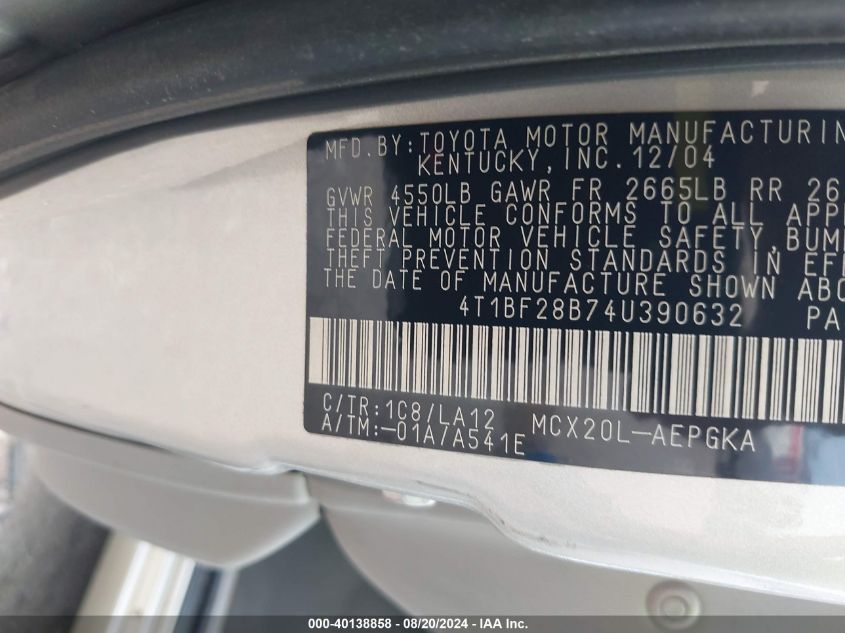 MFD.BY:TOYOTA MOTOR MANUFACTURIN
KENTUCKY,INC.12/04
GVWR 4550LB GAWR FR 2665LB RR 26
THIS VEHICLE CONFORMS TO ALL APP
FEDERAL MOTOR VEHICLE SAFETY,BUM
THEFT PREVENTION STANDARDS IN EF
THE DATE OF MANUFACTURE SHOWN ABO
4T1BF28B74U390632 PA
C/TR:1C8/LA12 MCX20L-AEPGKA
A/TM:-01A/A541E
000-40138858 - 08/20/2024 - IAA Inc.